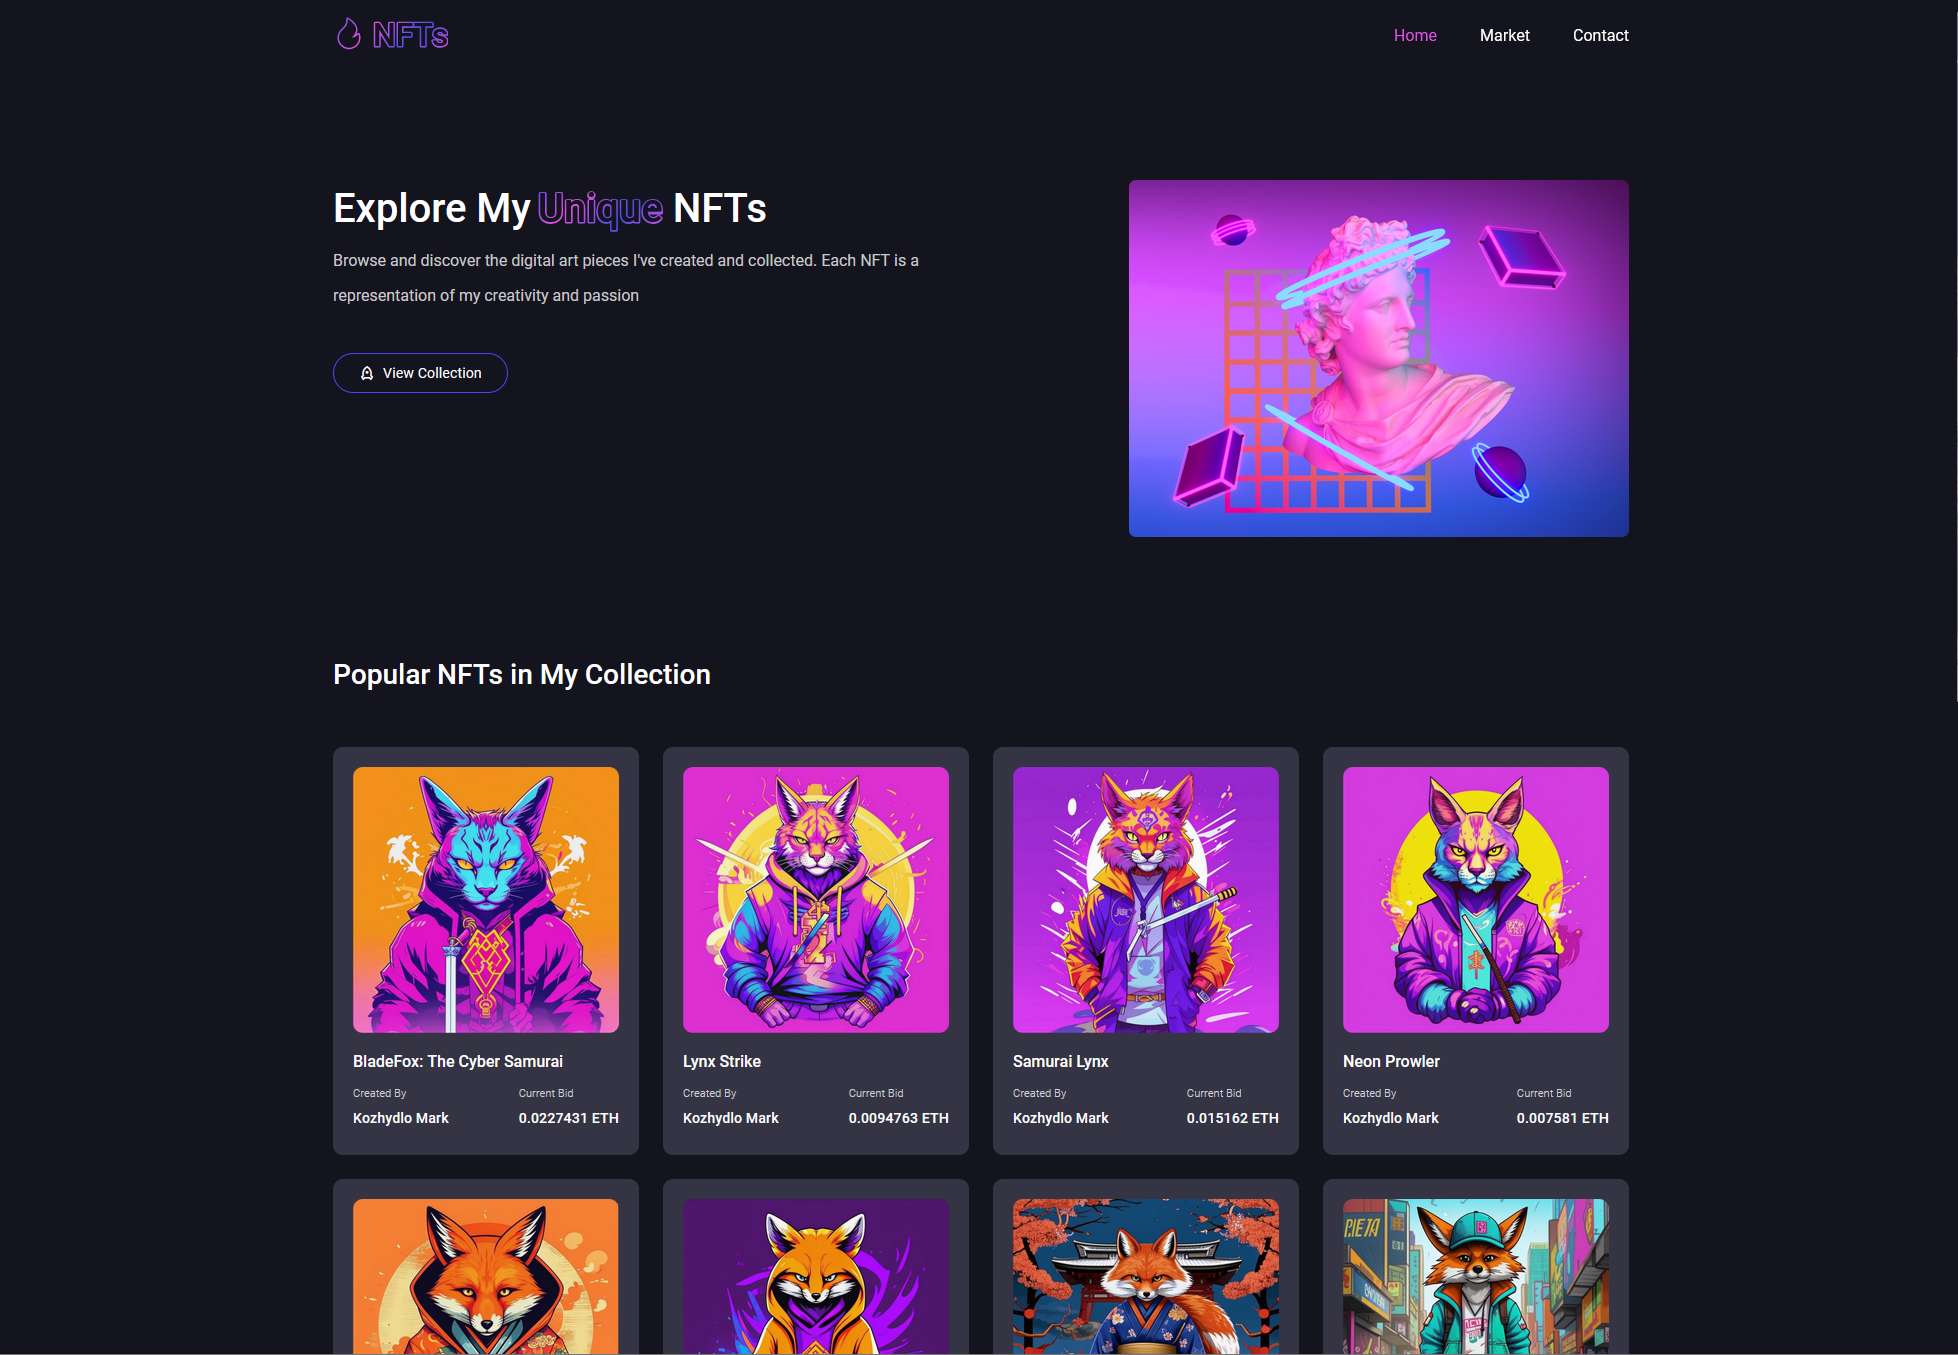 NFTs
Home Market Contact
Explore My Unique NFTs
Browse and discover the digital art pieces I've created and collected. Each NFT is a
representation of my creativity and passion
View Collection
Popular NFTs in My Collection
BladeFox: The Cyber Samurai
Created By Current Bid
Kozhydlo Mark 0.0227431 ETH
Lynx Strike
Created By Current Bid
Kozhydlo Mark 0.0094763 ETH
Samurai Lynx
Created By Current Bid
Kozhydlo Mark 0.015162 ETH
Neon Prowler
Created By Current Bid
Kozhydlo Mark 0.007581 ETH